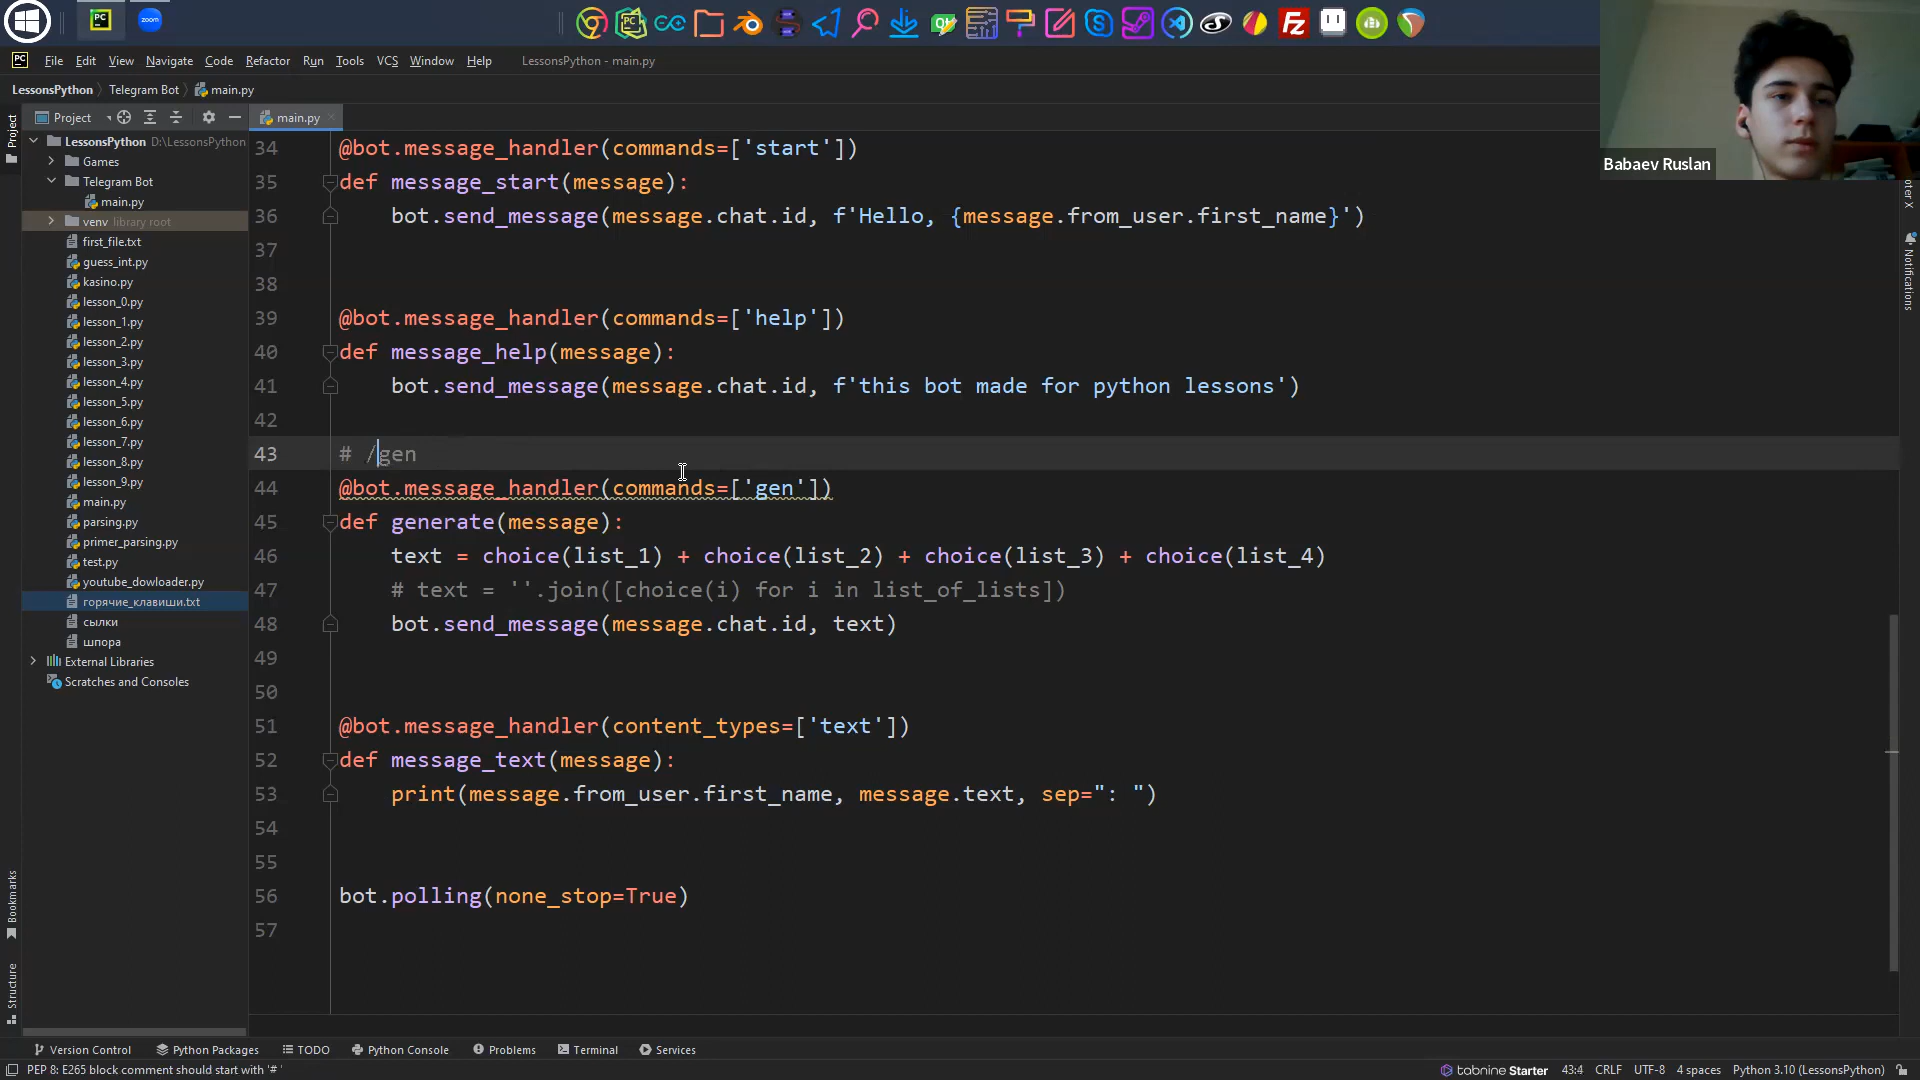 PC
zoom
PC
File Edit View Navigate Code Refactor Run Tools VCS Window Help LessonsPython - main.py
LessonsPython Telegram Bot main.py
Project
main.py
LessonsPython D:\LessonsPython
Games
Telegram Bot
main.py
venv library root
first_file.txt
guess_int.py
kasino.py
lesson_0.py
lesson_1.py
lesson_2.py
lesson_3.py
lesson_4.py
lesson_5.py
lesson_6.py
lesson_7.py
lesson_8.py
lesson_9.py
main.py
parsing.py
primer_parsing.py
test.py
youtube_dowloader.py
горячие_клавиши.txt
сылки
шпора
External Libraries
Scratches and Consoles
Project
Bookmarks
Structure
34 @bot.message_handler(commands=['start'])
35 def message_start(message):
36 bot.send_message(message.chat.id, f'Hello, {message.from_user.first_name}')
37
38
39 @bot.message_handler(commands=['help'])
40 def message_help(message):
41 bot.send_message(message.chat.id, f'this bot made for python lessons')
42
43 # /gen
44 @bot.message_handler(commands=['gen'])
45 def generate(message):
46 text = choice(list_1) + choice(list_2) + choice(list_3) + choice(list_4)
47 # text = ''.join([choice(i) for i in list_of_lists])
48 bot.send_message(message.chat.id, text)
49
50
51 @bot.message_handler(content_types=['text'])
52 def message_text(message):
53 print(message.from_user.first_name, message.text, sep=": ")
54
55
56 bot.polling(none_stop=True)
57
Babaev Ruslan
Notifications
Version Control Python Packages TODO Python Console Problems Terminal Services
PEP 8: E265 block comment should start with '# '
tabnine Starter 43:4 CRLF UTF-8 4 spaces Python 3.10 (LessonsPython)